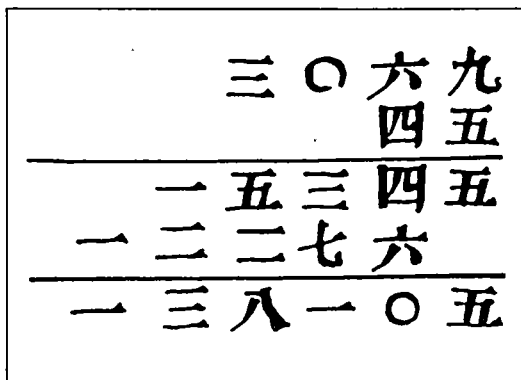 三〇六九
四五
一五三四五
一二二七六
一三八一〇五